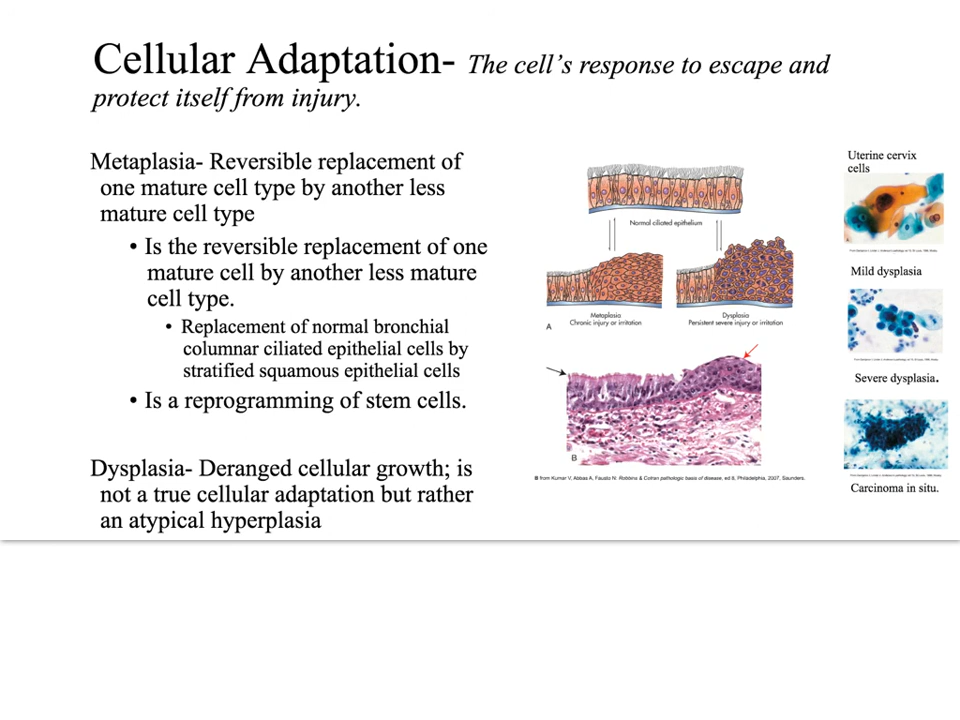 Cellular Adaptation- The cell's response to escape and
protect itself from injury.
Metaplasia- Reversible replacement of
one mature cell type by another less
mature cell type
• Is the reversible replacement of one
mature cell by another less mature
cell type.
• Replacement of normal bronchial
columnar ciliated epithelial cells by
stratified squamous epithelial cells
• Is a reprogramming of stem cells.
Dysplasia- Deranged cellular growth; is
not a true cellular adaptation but rather
an atypical hyperplasia
Normal ciliated epithelium
Metaplasia
Chronic injury or irritation
Dysplasia
Persistent severe injury or irritation
A
B
B from Kumar V, Abbas A, Fausto N: Robbins & Cotran pathologic basis of disease, ed 8, Philadelphia, 2007, Saunders.
Uterine cervix
cells
Mild dysplasia
Severe dysplasia.
Carcinoma in situ.